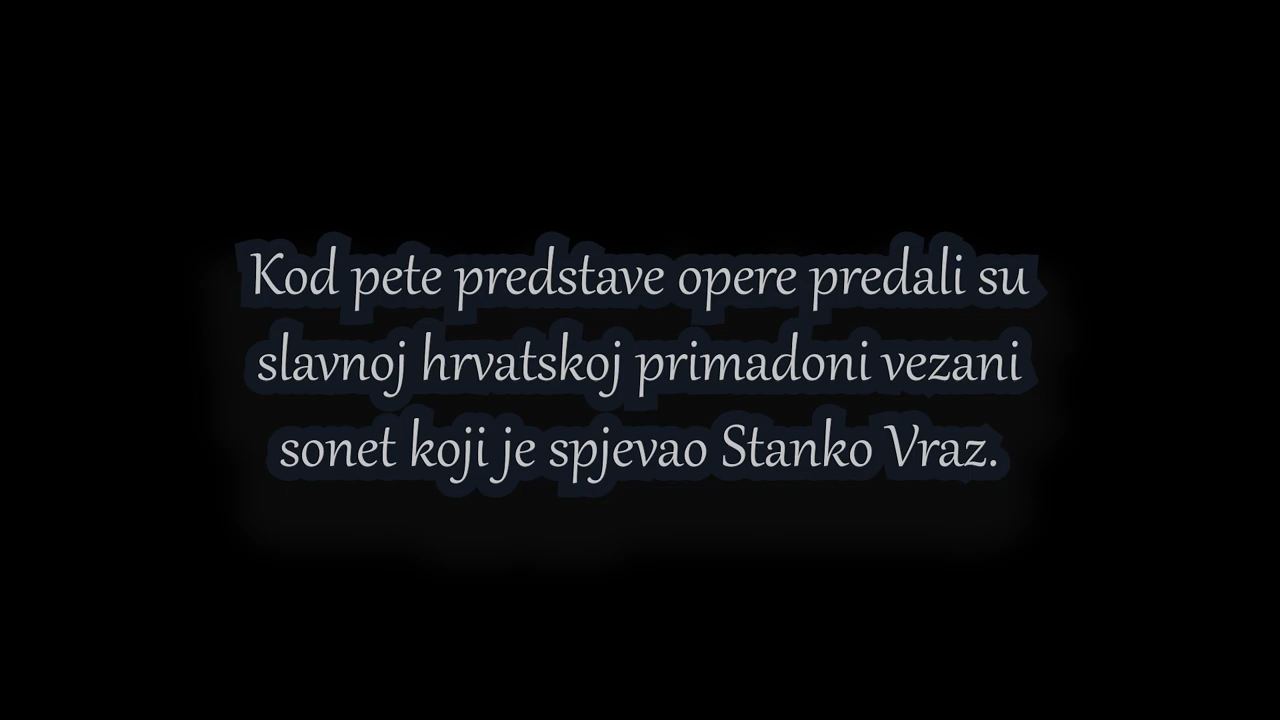 Kod pete predstave opere predali su
slavnoj hrvatskoj primadoni vezani
sonet koji je spjevao Stanko Vraz.